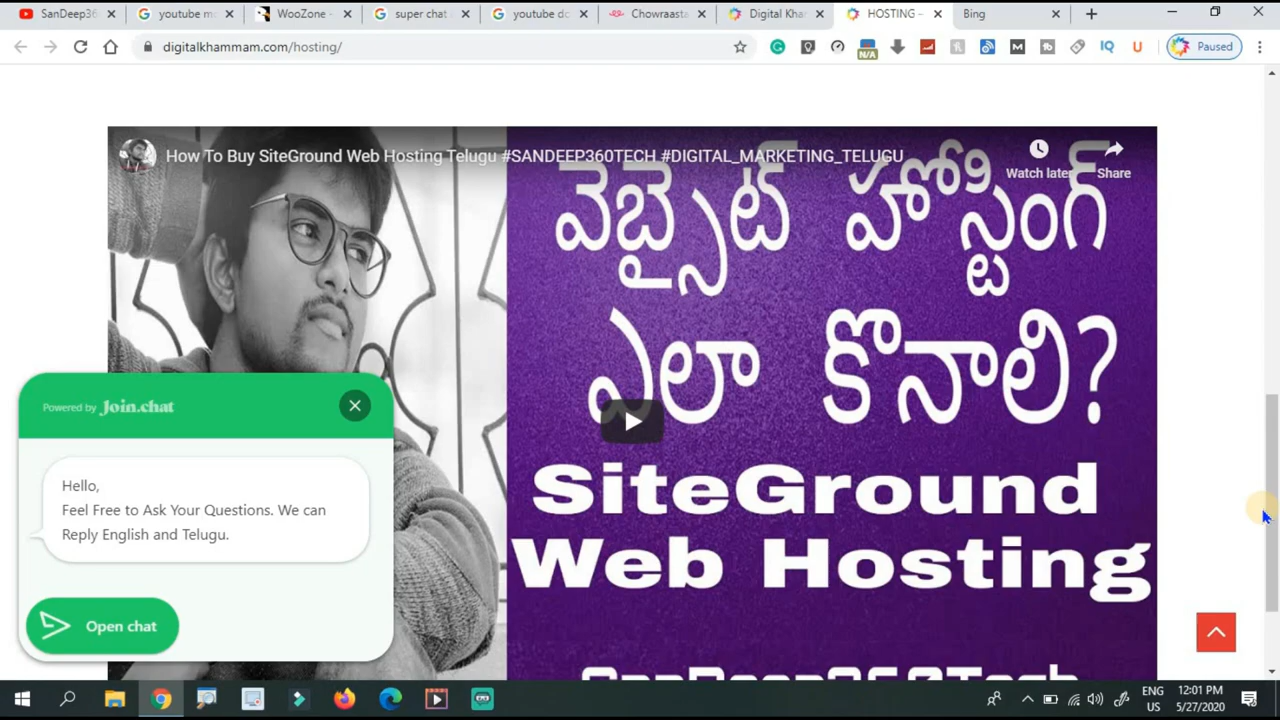 SanDeep36
youtube m
WooZone -
super chat
youtube do
Chowraasta
Digital Kha
HOSTING –
Bing
digitalkhammam.com/hosting/
N/A
Paused
How To Buy SiteGround Web Hosting Telugu #SANDEEP360TECH #DIGITAL_MARKETING_TELUGU
Watch later
Share
వెబ్సైట్ హోస్టింగ్
ఎలా కొనాలి?
SiteGround
Web Hosting
SanDeep360Tech
Powered by Join.chat
Hello,
Feel Free to Ask Your Questions. We can
Reply English and Telugu.
Open chat
ENG
US
12:01 PM
5/27/2020